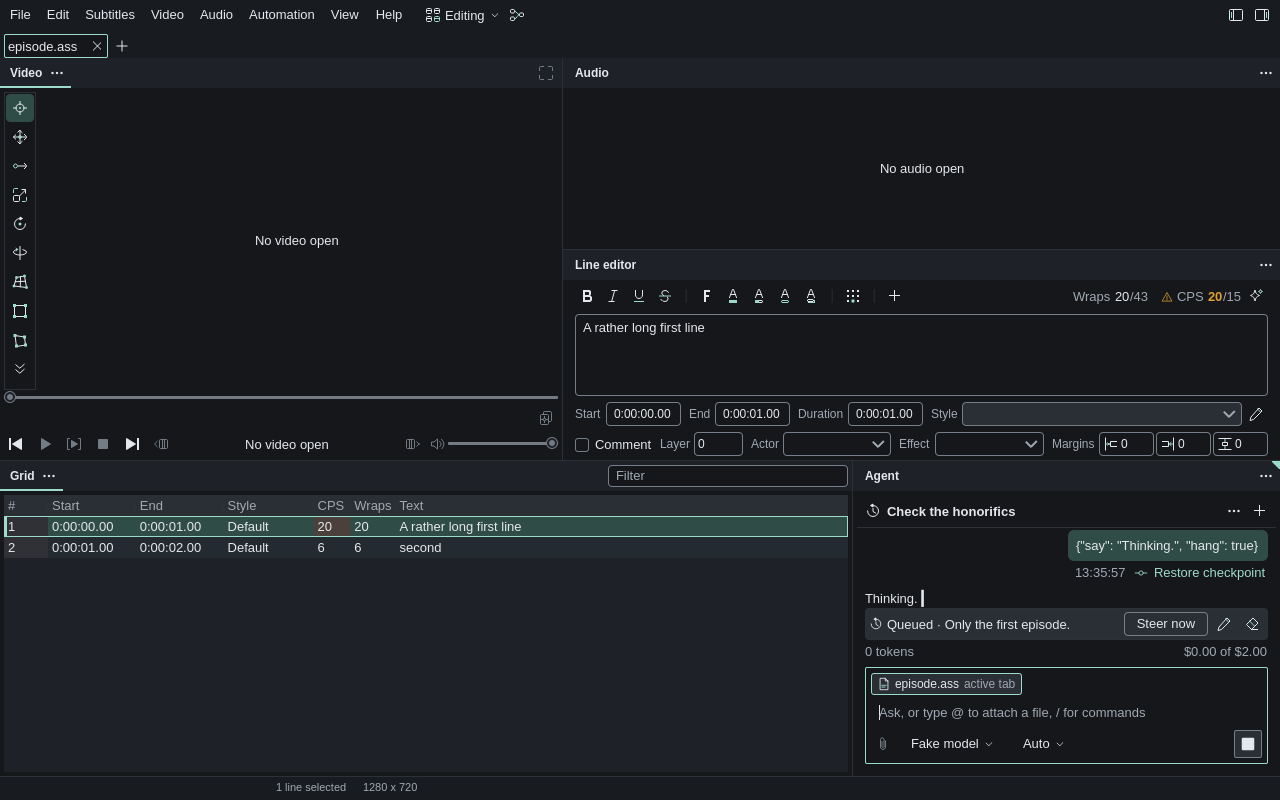 File Edit Subtitles Video Audio Automation View Help Editing
episode.ass
Video
Audio
No video open
No audio open
Line editor
B I U S F A A A A Wraps 20/43 CPS 20/15
A rather long first line
Start 0:00:00.00 End 0:00:01.00 Duration 0:00:01.00 Style
Comment Layer 0 Actor Effect Margins 0 0 0
No video open
Grid Filter
# Start End Style CPS Wraps Text
1 0:00:00.00 0:00:01.00 Default 20 20 A rather long first line
2 0:00:01.00 0:00:02.00 Default 6 6 second
Agent
Check the honorifics
{"say": "Thinking.", "hang": true}
13:35:57 Restore checkpoint
Thinking.
Queued · Only the first episode. Steer now
0 tokens $0.00 of $2.00
episode.ass active tab
Ask, or type @ to attach a file, / for commands
Fake model Auto
1 line selected 1280 x 720